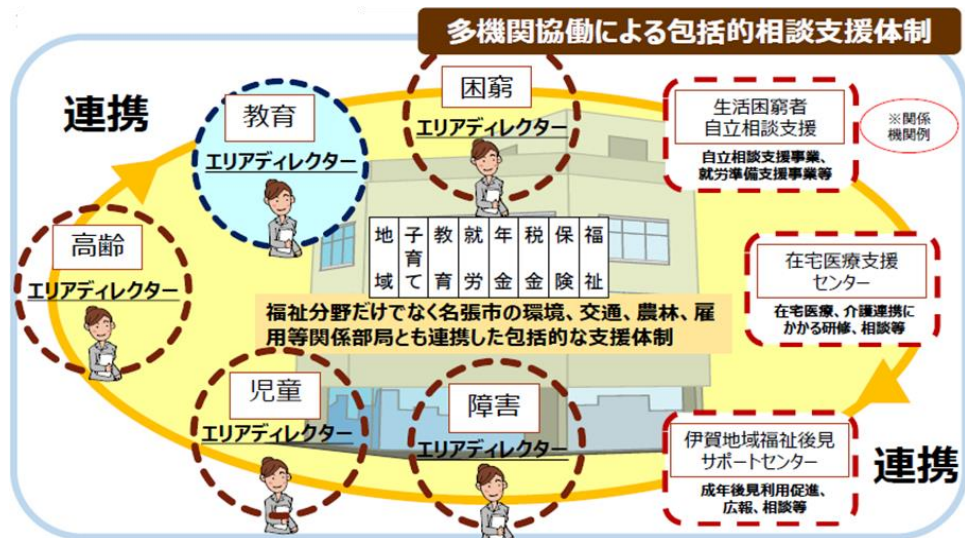 多機関協働による包括的相談支援体制
連携
教育
エリアディレクター
困窮
エリアディレクター
生活困窮者
自立相談支援
自立相談支援事業、
就労準備支援事業等
※関係
機関例
高齢
エリアディレクター
地域
子育て
教育
就労
年金
税金
保険
福祉
福祉分野だけでなく名張市の環境、交通、農林、雇
用等関係部局とも連携した包括的な支援体制
在宅医療支援
センター
在宅医療、介護連携に
かかる研修、相談等
児童
エリアディレクター
障害
エリアディレクター
伊賀地域福祉後見
サポートセンター
成年後見利用促進、
広報、相談等
連携